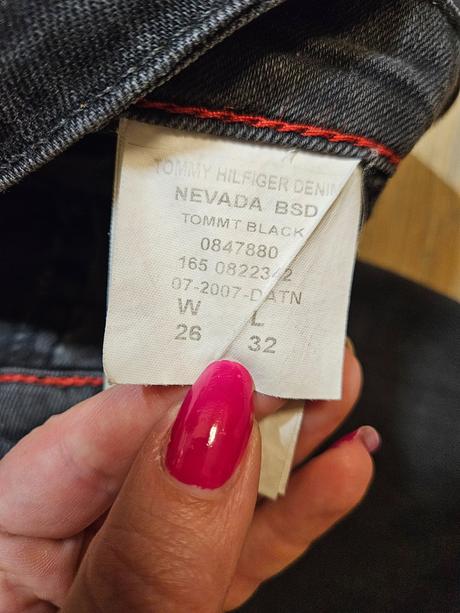 TOMMY HILFIGER DENIM
NEVADA BSD
TOMMT BLACK
0847880
165 0822342
07-2007-DATN
W L
26 32